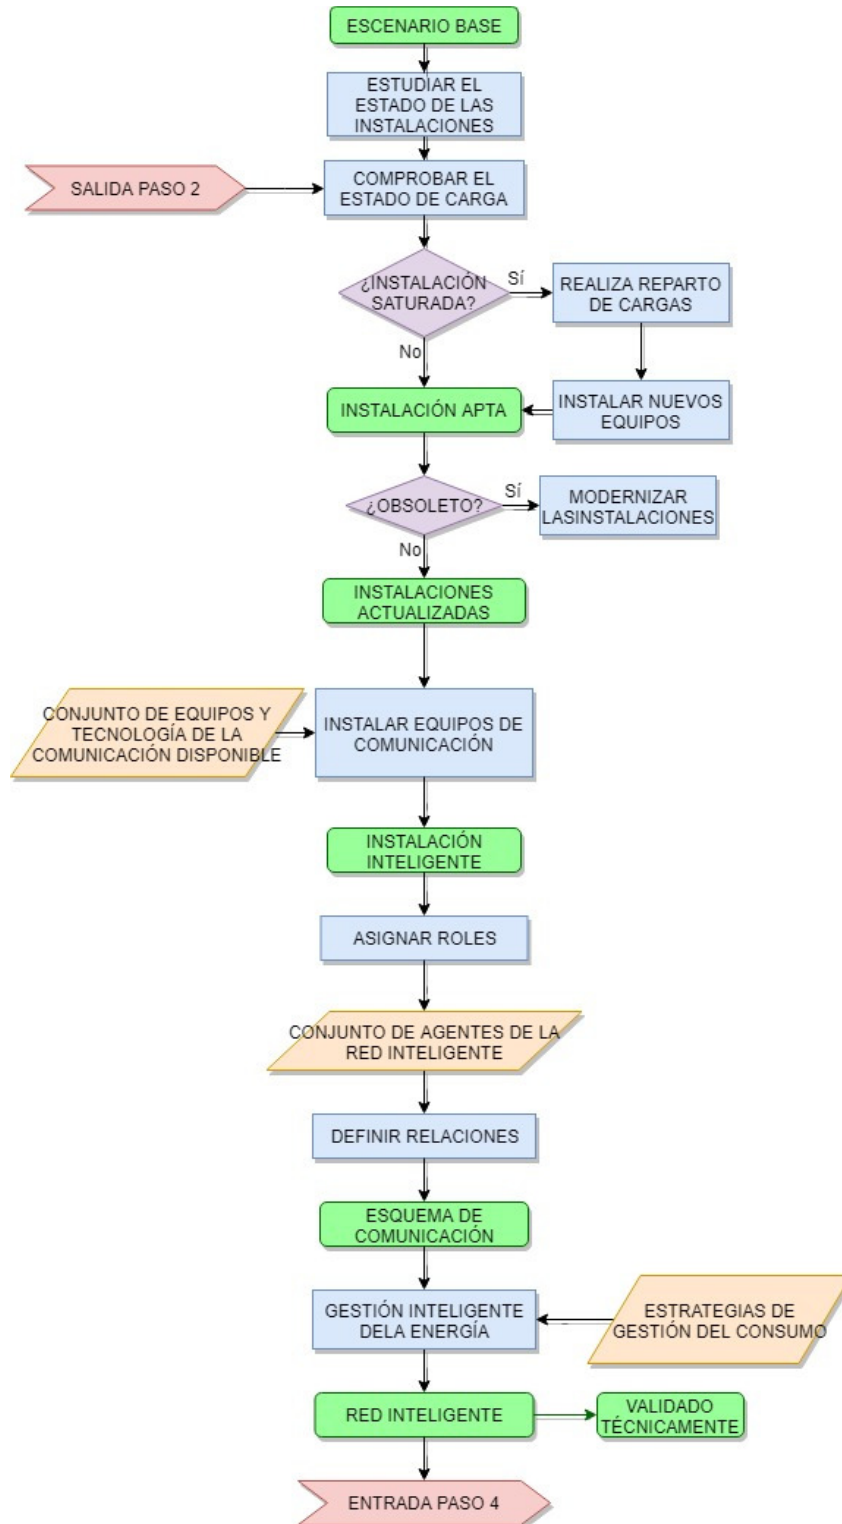 ESCENARIO BASE
ESTUDIAR EL
ESTADO DE LAS
INSTALACIONES
SALIDA PASO 2
COMPROBAR EL
ESTADO DE CARGA
¿INSTALACIÓN
SATURADA?
Sí
REALIZA REPARTO
DE CARGAS
No
INSTALACIÓN APTA
INSTALAR NUEVOS
EQUIPOS
¿OBSOLETO?
Sí
MODERNIZAR
LASINSTALACIONES
No
INSTALACIONES
ACTUALIZADAS
CONJUNTO DE EQUIPOS Y
TECNOLOGÍA DE LA
COMUNICACIÓN DISPONIBLE
INSTALAR EQUIPOS DE
COMUNICACIÓN
INSTALACIÓN
INTELIGENTE
ASIGNAR ROLES
CONJUNTO DE AGENTES DE LA
RED INTELIGENTE
DEFINIR RELACIONES
ESQUEMA DE
COMUNICACIÓN
GESTIÓN INTELIGENTE
DELA ENERGÍA
ESTRATEGIAS DE
GESTIÓN DEL CONSUMO
RED INTELIGENTE
VALIDADO
TÉCNICAMENTE
ENTRADA PASO 4